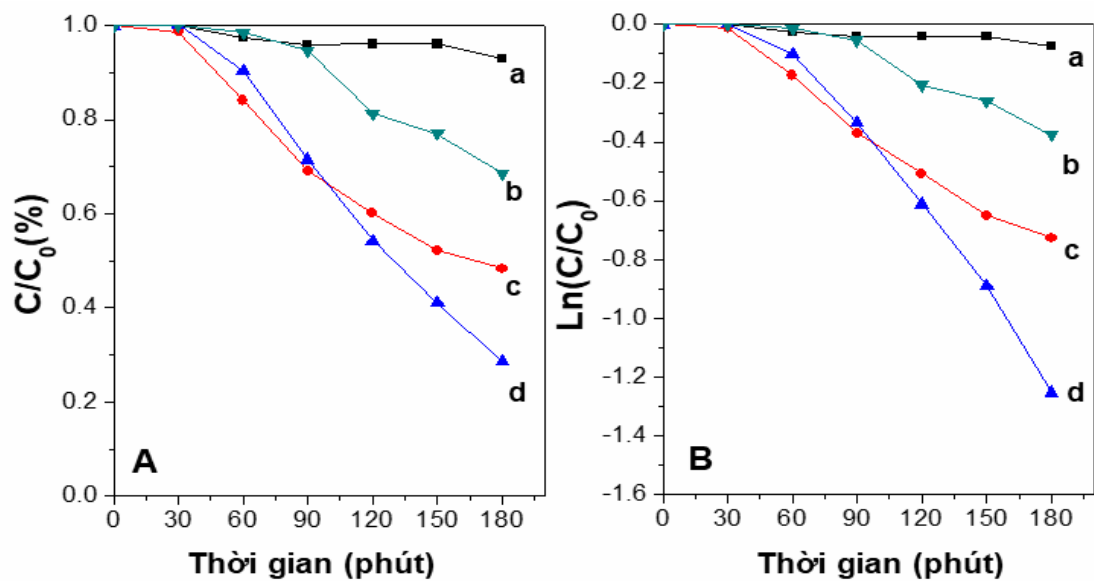 C/C0(%)
1.0
0.8
0.6
0.4
0.2
0.0
a
b
c
d
A
0 30 60 90 120 150 180
Thời gian (phút)
Ln(C/C0)
0.0
-0.2
-0.4
-0.6
-0.8
-1.0
-1.2
-1.4
-1.6
a
b
c
d
B
0 30 60 90 120 150 180
Thời gian (phút)